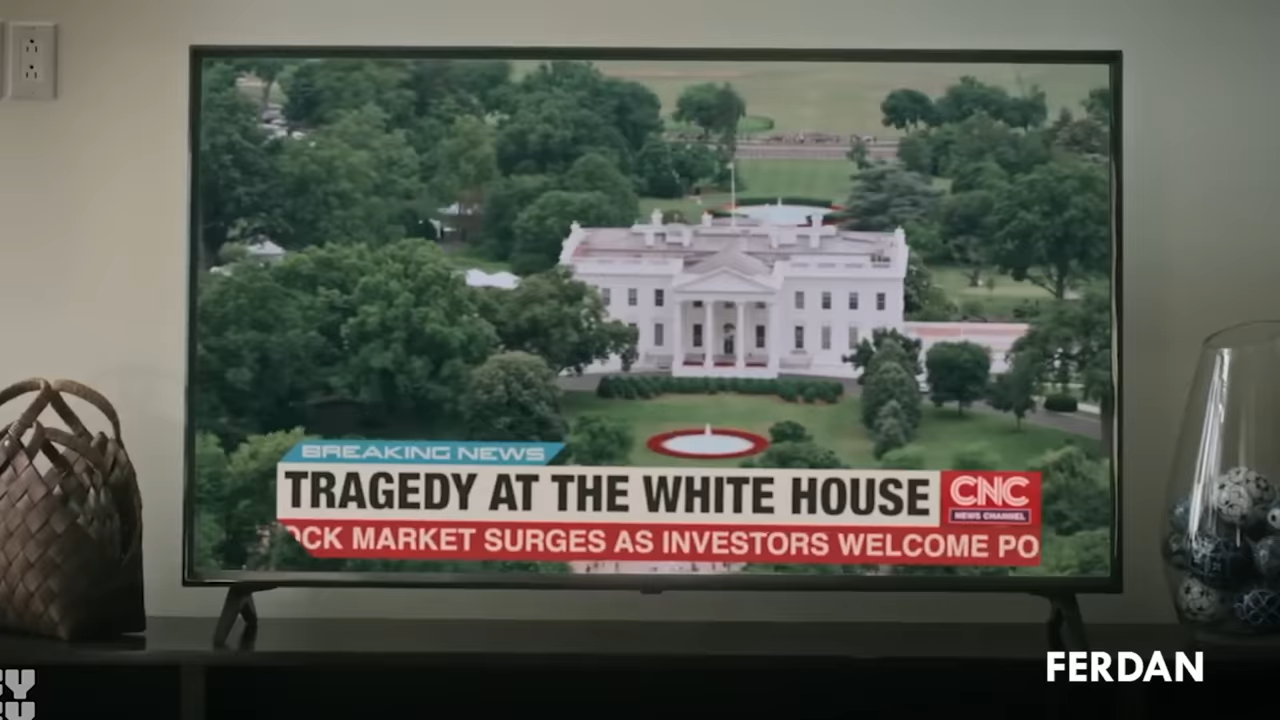 BREAKING NEWS
TRAGEDY AT THE WHITE HOUSE
CNC
NEWS CHANNEL
OCK MARKET SURGES AS INVESTORS WELCOME PO
FERDAN